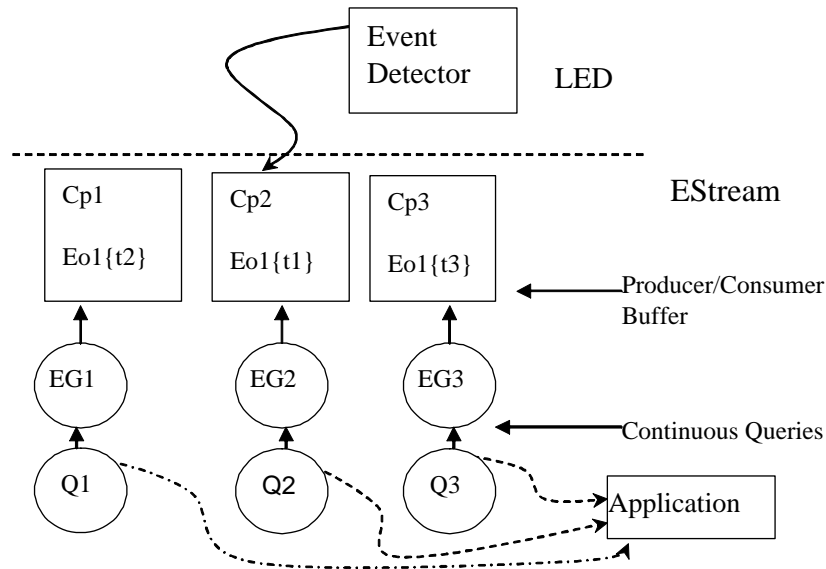 Event
Detector
LED
Cp1
Eo1{t2}
Cp2
Eo1{t1}
Cp3
Eo1{t3}
EStream
Producer/Consumer
Buffer
EG1
EG2
EG3
Continuous Queries
Q1
Q2
Q3
Application